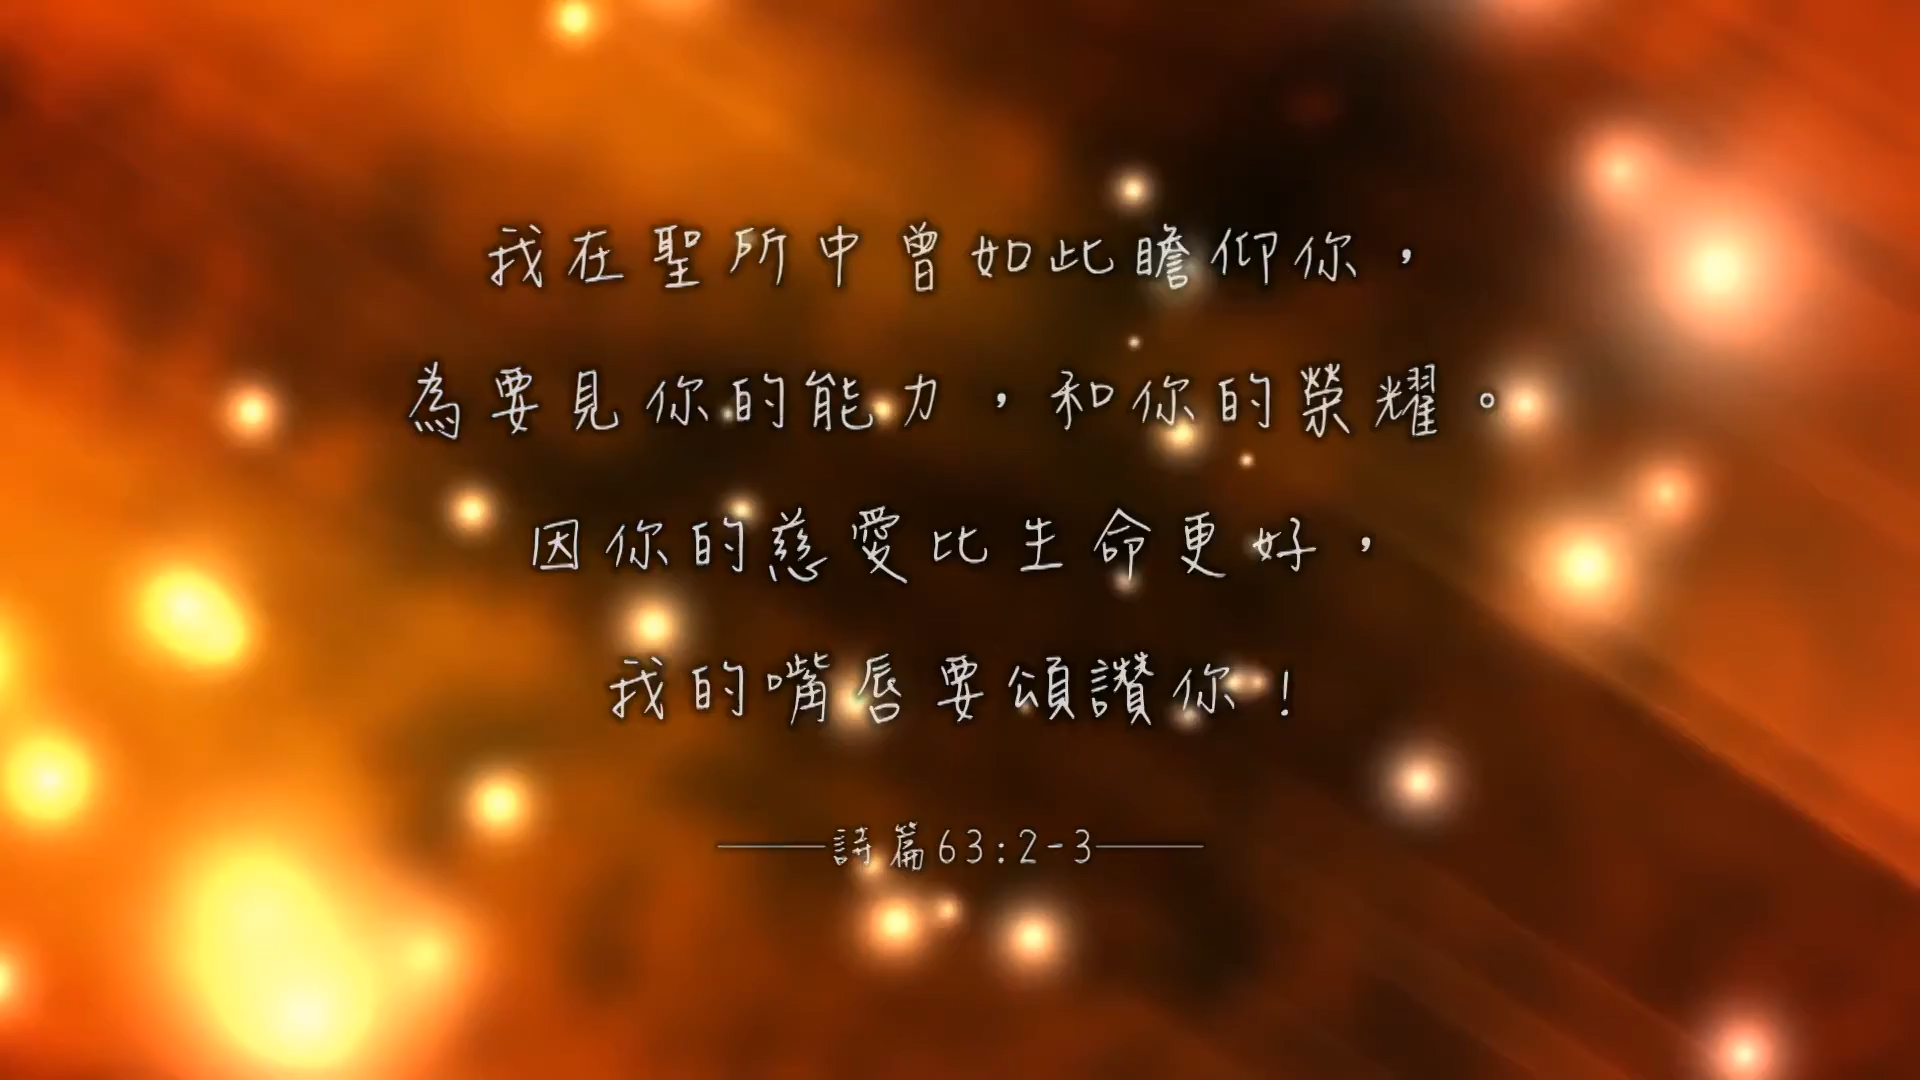 我在聖所中曾如此瞻仰你，
為要見你的能力，和你的榮耀。
因你的慈愛比生命更好，
我的嘴唇要頌讚你！
——詩篇63:2-3——